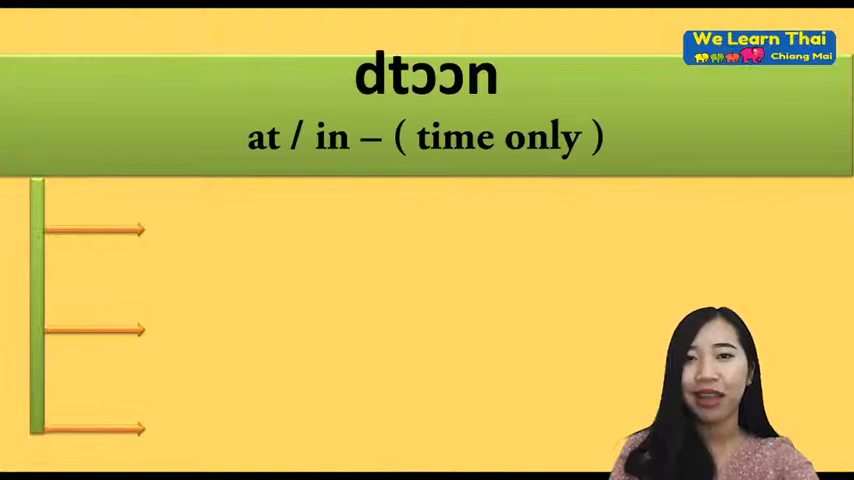 We Learn Thai
Chiang Mai
dtɔɔn
at / in – ( time only )